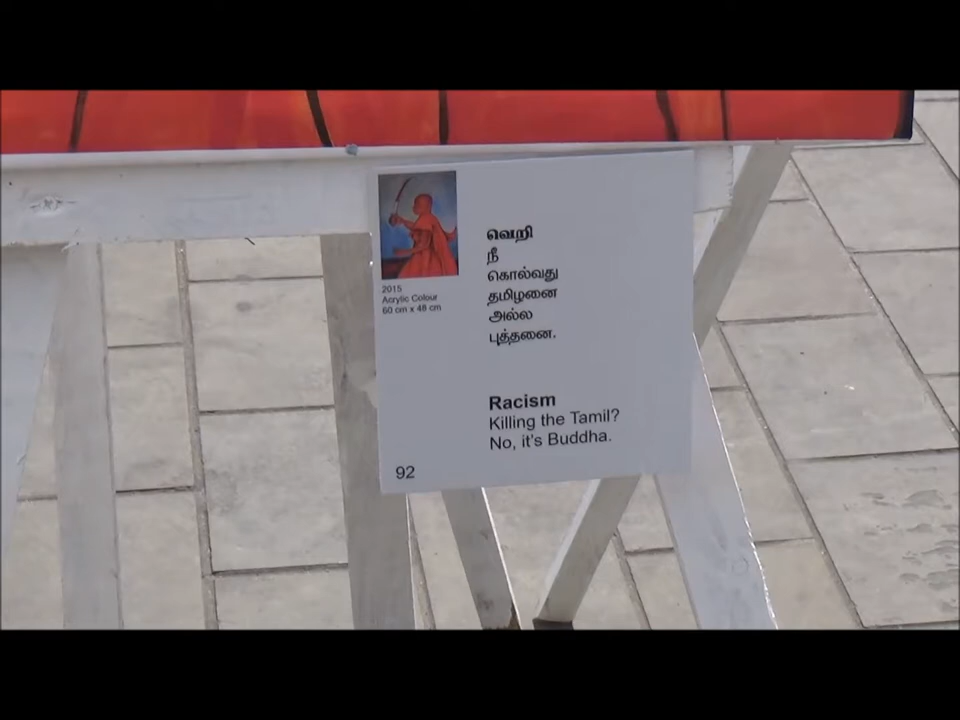 2015
Acrylic Colour
60 cm x 48 cm
வெறி
நீ
கொல்வது
தமிழனை
அல்ல
புத்தனை.
Racism
Killing the Tamil?
No, it's Buddha.
92